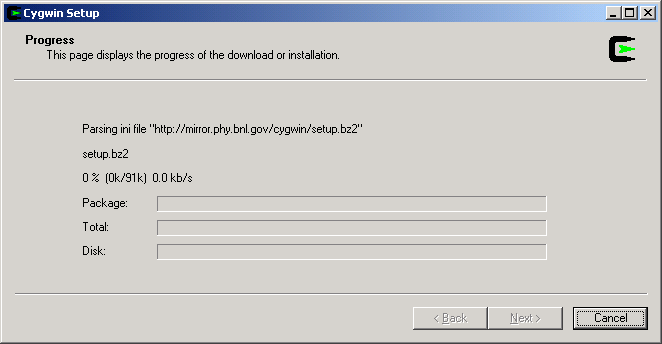 Cygwin Setup
Progress
This page displays the progress of the download or installation.
Parsing ini file "http://mirror.phy.bnl.gov/cygwin/setup.bz2"
setup.bz2
0 % (0k/91k) 0.0 kb/s
Package:
Total:
Disk:
< Back Next > Cancel